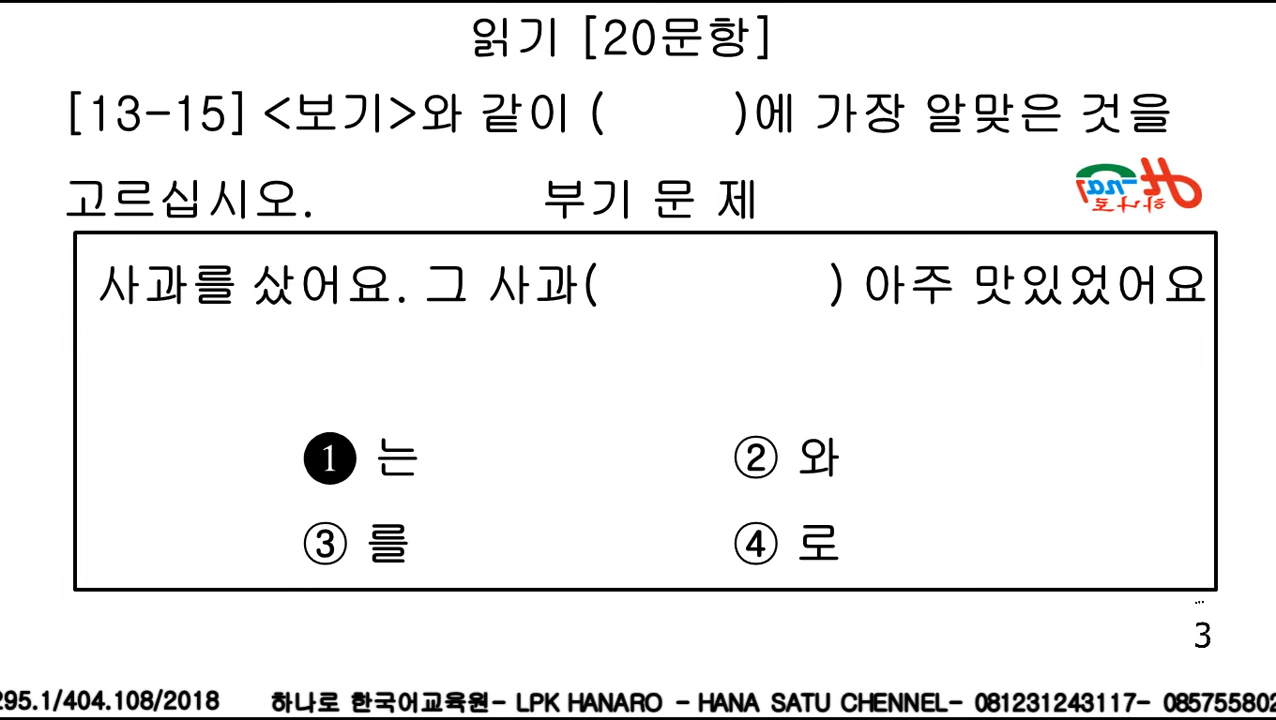 읽기 [20문항]
[13-15] <보기>와 같이 ( )에 가장 알맞은 것을
고르십시오. 부기 문 제
하나로
사과를 샀어요. 그 사과( ) 아주 맛있었어요
❶ 는 ② 와
③ 를 ④ 로
3
295.1/404.108/2018 하나로 한국어교육원- LPK HANARO - HANA SATU CHENNEL- 081231243117- 085755802